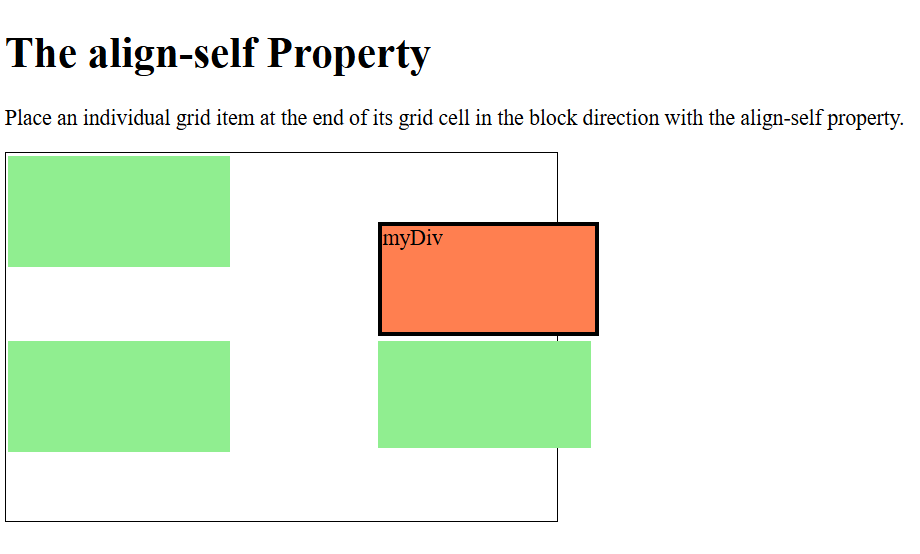 The align-self Property
Place an individual grid item at the end of its grid cell in the block direction with the align-self property.
myDiv